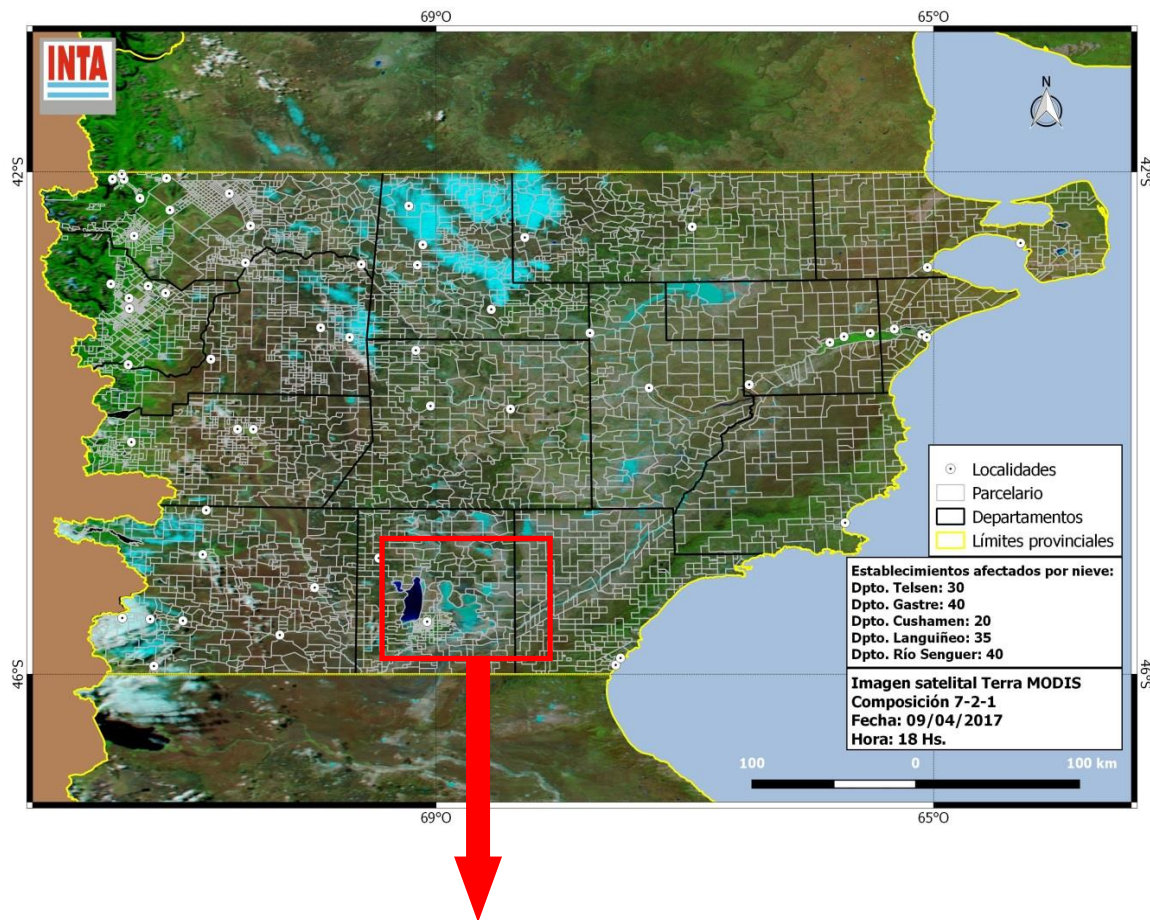 69°O
65°O
INTA
N
42°S
42°S
Localidades
Parcelario
Departamentos
Límites provinciales
Establecimientos afectados por nieve:
Dpto. Telsen: 30
Dpto. Gastre: 40
Dpto. Cushamen: 20
Dpto. Languiñeo: 35
Dpto. Río Senguer: 40
46°S
46°S
Imagen satelital Terra MODIS
Composición 7-2-1
Fecha: 09/04/2017
Hora: 18 Hs.
100
0
100 km
69°O
65°O